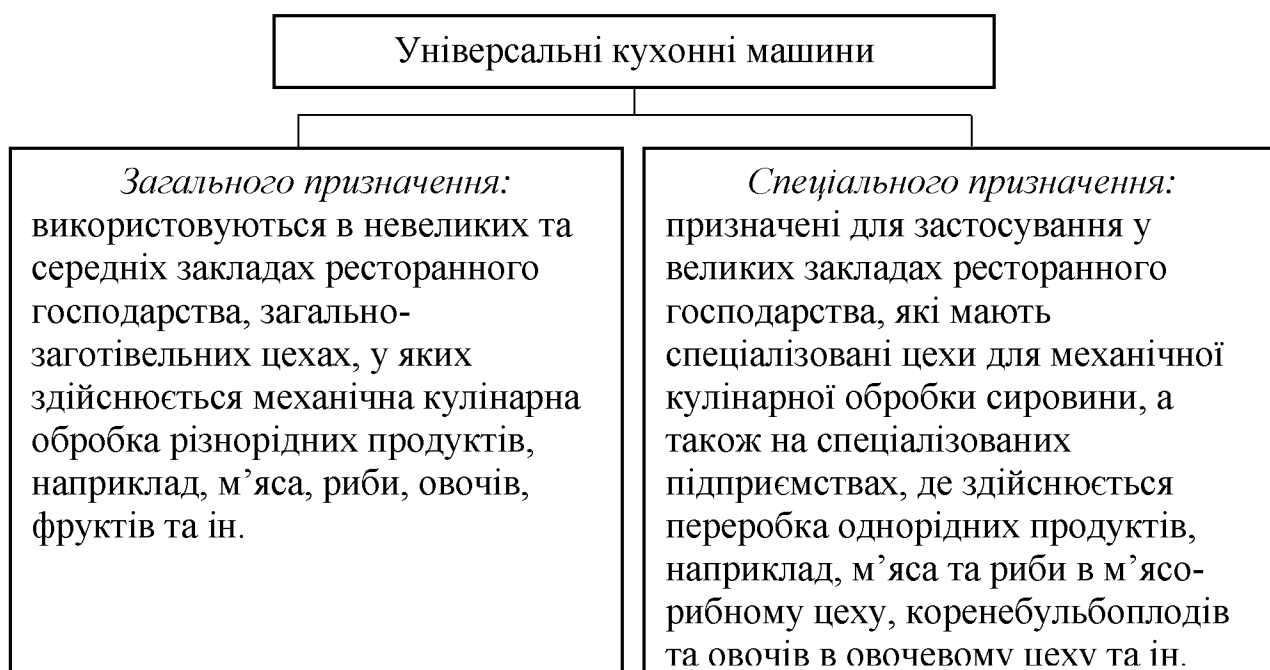 Універсальні кухонні машини
Загального призначення:
використовуються в невеликих та
середніх закладах ресторанного
господарства, загально-
заготівельних цехах, у яких
здійснюється механічна кулінарна
обробка різнорідних продуктів,
наприклад, м’яса, риби, овочів,
фруктів та ін.
Спеціального призначення:
призначені для застосування у
великих закладах ресторанного
господарства, які мають
спеціалізовані цехи для механічної
кулінарної обробки сировини, а
також на спеціалізованих
підприємствах, де здійснюється
переробка однорідних продуктів,
наприклад, м’яса та риби в м’ясо-
рибному цеху, коренебульбоплодів
та овочів в овочевому цеху та ін.